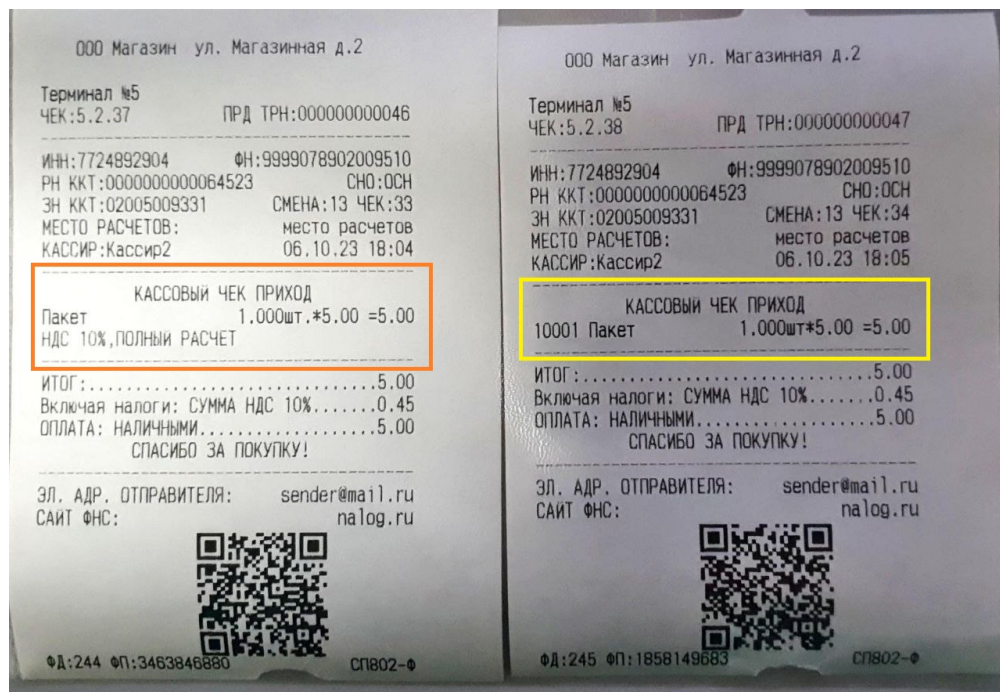 ООО Магазин ул. Магазинная д.2
Терминал №5
ЧЕК:5.2.37 ПРД ТРН:000000000046
ИНН:7724892904 ФН:9999078902009510
РН ККТ:0000000000064523 СНО:ОСН
ЗН ККТ:02005009331 СМЕНА:13 ЧЕК:33
МЕСТО РАСЧЕТОВ: место расчетов
КАССИР:Кассир2 06.10.23 18:04
КАССОВЫЙ ЧЕК ПРИХОД
Пакет 1.000шт.*5.00 =5.00
НДС 10%,ПОЛНЫЙ РАСЧЕТ
ИТОГ:..............................5.00
Включая налоги: СУММА НДС 10%.......0.45
ОПЛАТА: НАЛИЧНЫМИ..................5.00
СПАСИБО ЗА ПОКУПКУ!
ЭЛ. АДР. ОТПРАВИТЕЛЯ: sender@mail.ru
САЙТ ФНС: nalog.ru
ФД:244 ФП:3463846880 СП802-Ф
ООО Магазин ул. Магазинная д.2
Терминал №5
ЧЕК:5.2.38 ПРД ТРН:000000000047
ИНН:7724892904 ФН:9999078902009510
РН ККТ:0000000000064523 СНО:ОСН
ЗН ККТ:02005009331 СМЕНА:13 ЧЕК:34
МЕСТО РАСЧЕТОВ: место расчетов
КАССИР:Кассир2 06.10.23 18:05
КАССОВЫЙ ЧЕК ПРИХОД
10001 Пакет 1.000шт*5.00 =5.00
ИТОГ:..............................5.00
Включая налоги: СУММА НДС 10%.......0.45
ОПЛАТА: НАЛИЧНЫМИ..................5.00
СПАСИБО ЗА ПОКУПКУ!
ЭЛ. АДР. ОТПРАВИТЕЛЯ: sender@mail.ru
САЙТ ФНС: nalog.ru
ФД:245 ФП:1858149683 СП802-Ф